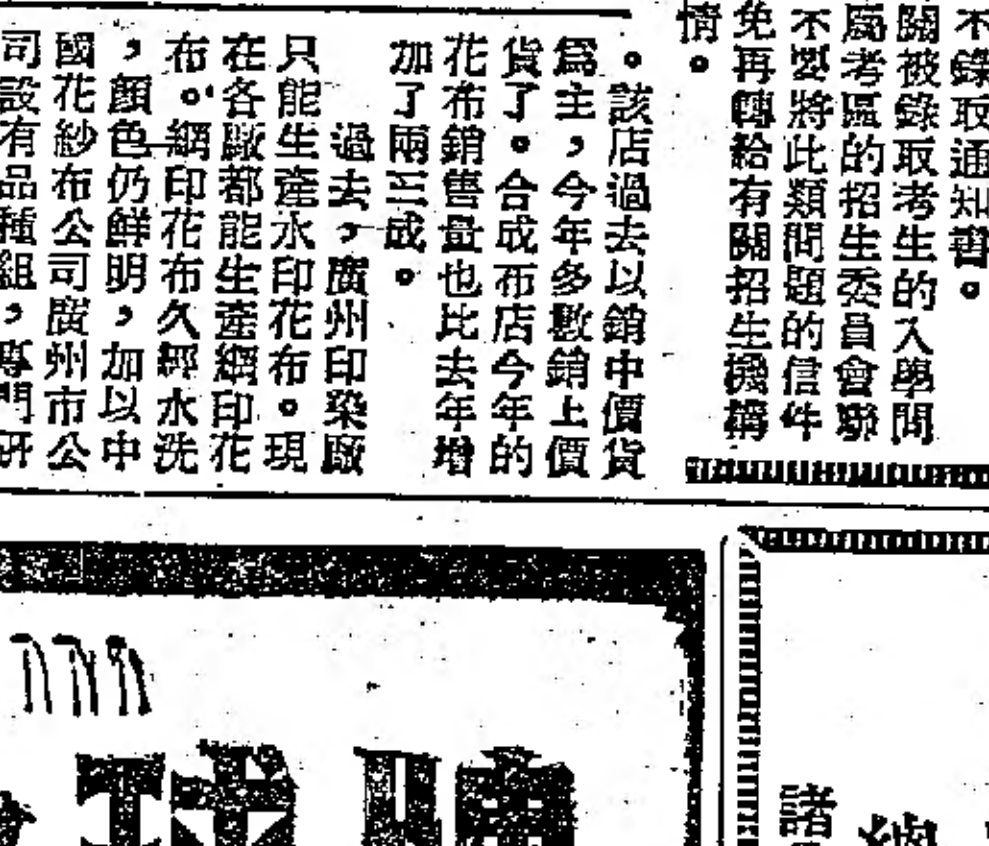 不錄取通知書。
關被錄取考生的入學問
屬考區的招生委員會聯
不要將此類問題的信件
免再轉給有關招生機構
情。
。該店過去以銷中價貨
爲主，今年多數銷上價
貨了。合成布店今年的
花布銷售量也比去年增
加了兩三成。
過去，廣州印染廠
只能生產水印花布。現
在各廠都能生產網印花
布。網印花布久經水洗
，顏色仍鮮明，加以中
國花紗布公司廣州市公
司設有品種組，專門研
諸